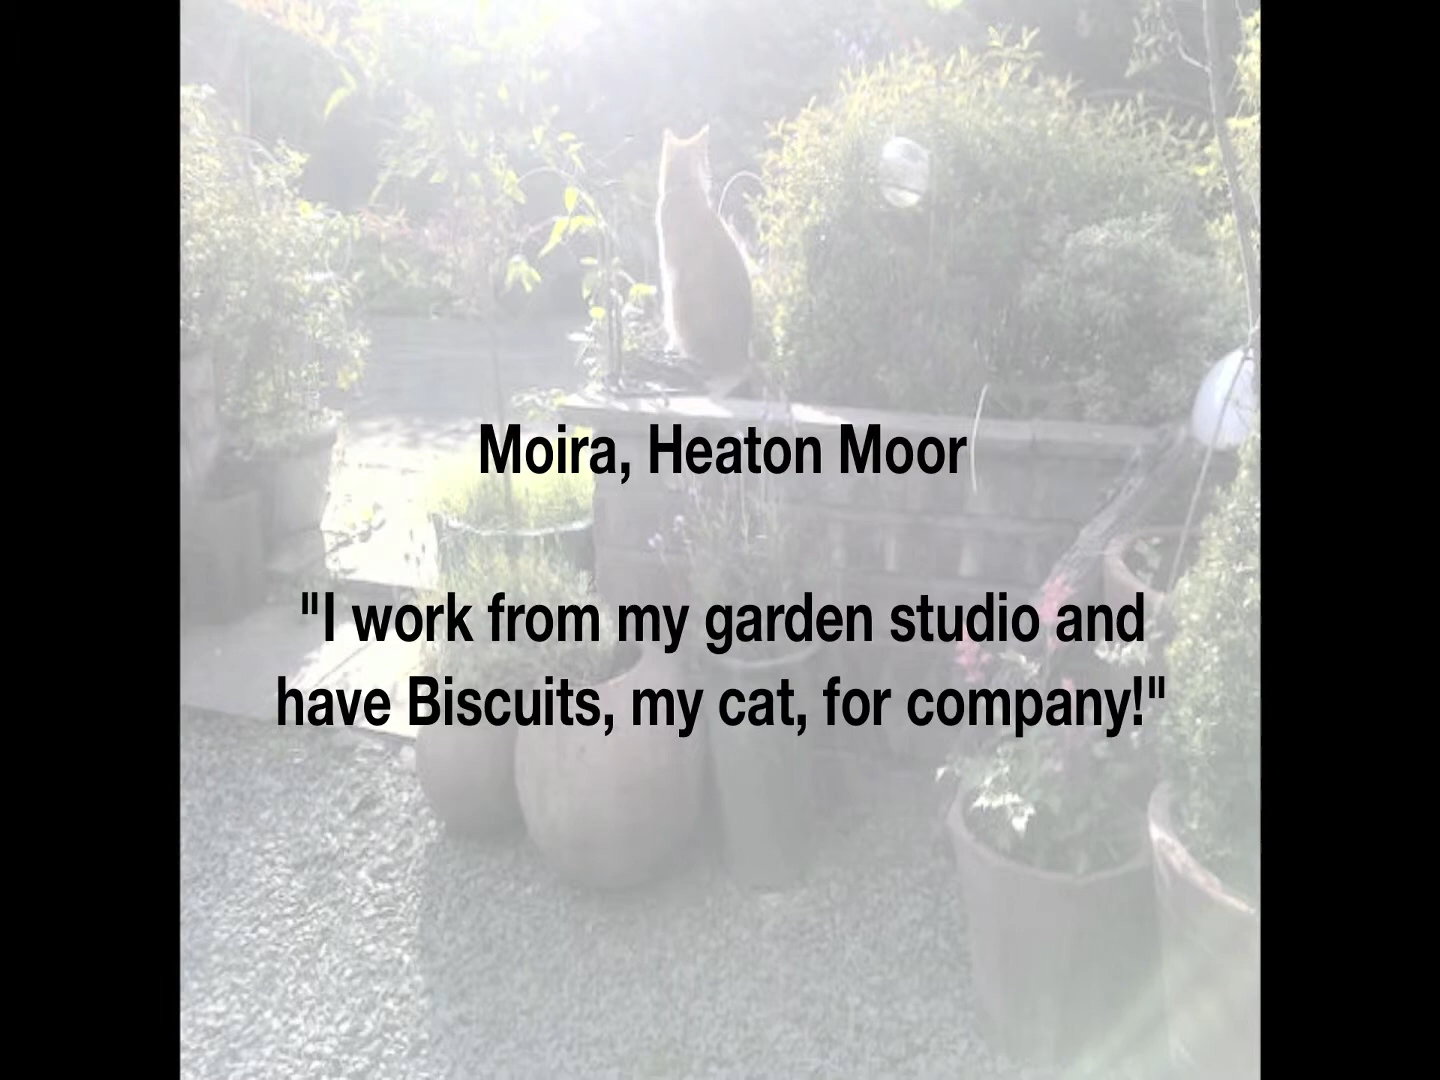 Moira, Heaton Moor
"I work from my garden studio and
have Biscuits, my cat, for company!"